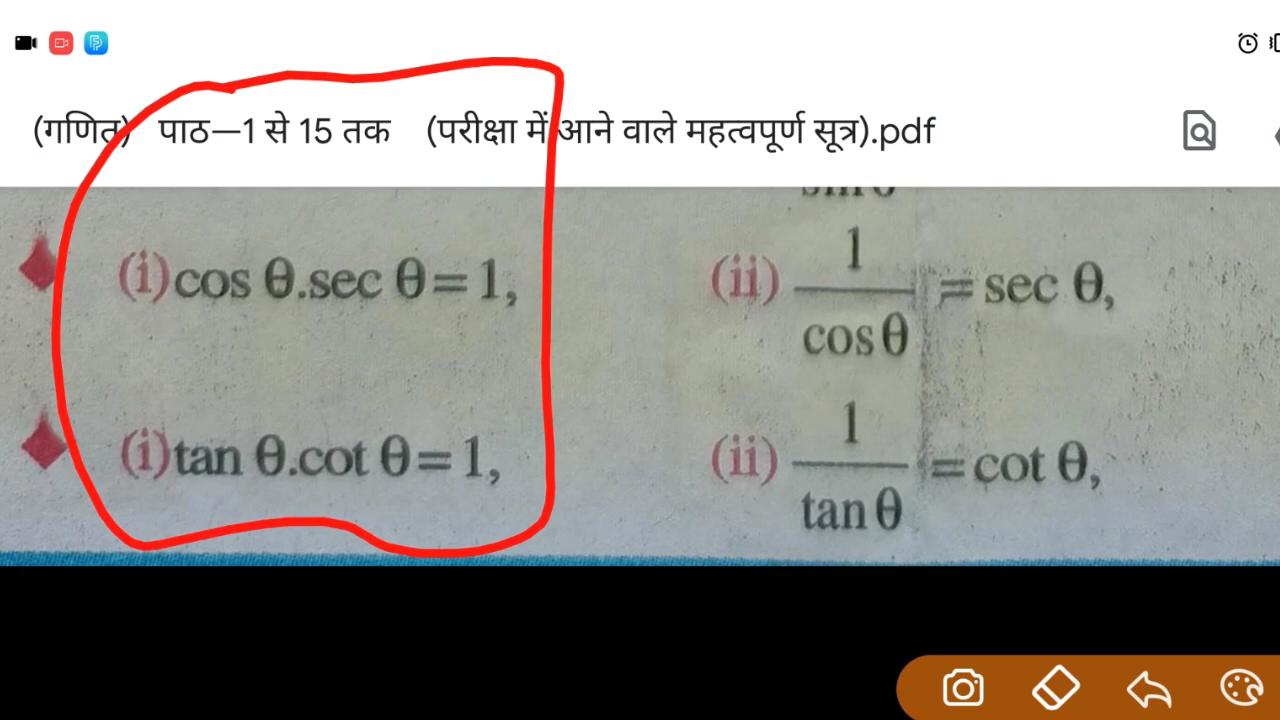 (गणित) पाठ—1 से 15 तक (परीक्षा में आने वाले महत्वपूर्ण सूत्र).pdf
(i) cos θ.sec θ = 1, (ii) 1/cos θ = sec θ,
(i) tan θ.cot θ = 1, (ii) 1/tan θ = cot θ,